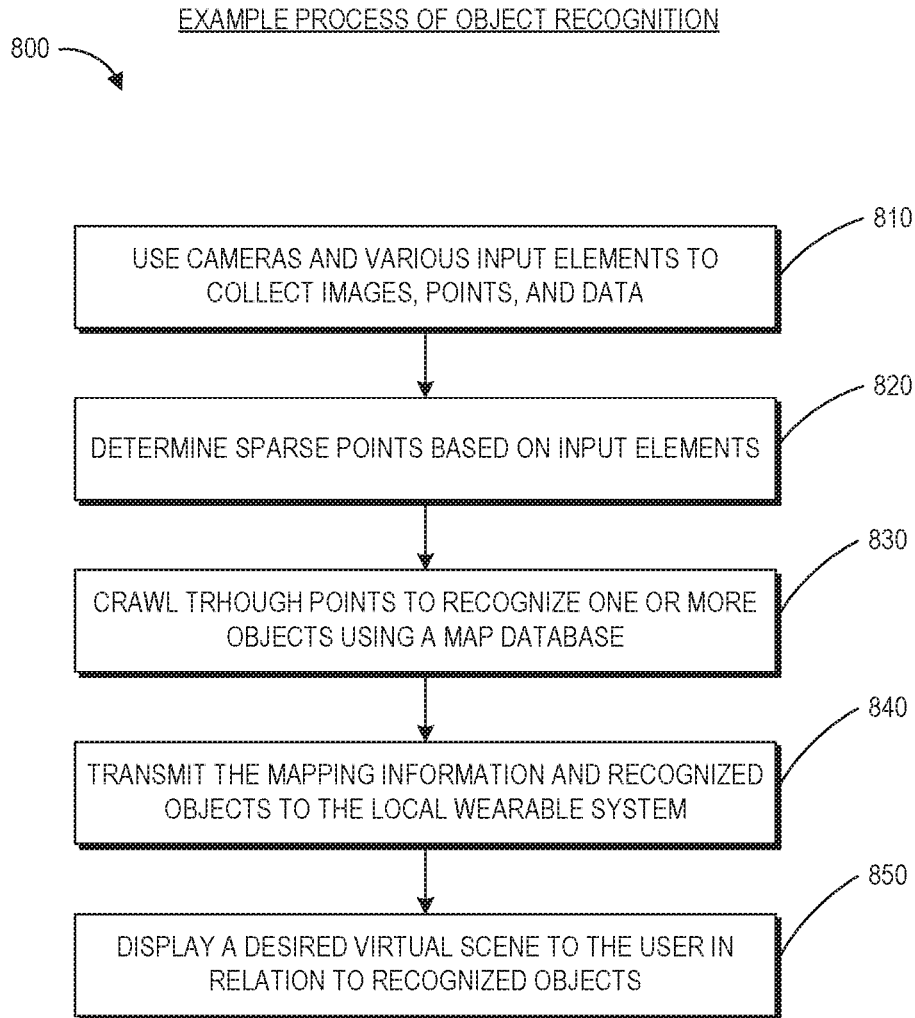 EXAMPLE PROCESS OF OBJECT RECOGNITION
800
810
USE CAMERAS AND VARIOUS INPUT ELEMENTS TO
COLLECT IMAGES, POINTS, AND DATA
820
DETERMINE SPARSE POINTS BASED ON INPUT ELEMENTS
830
CRAWL TRHOUGH POINTS TO RECOGNIZE ONE OR MORE
OBJECTS USING A MAP DATABASE
840
TRANSMIT THE MAPPING INFORMATION AND RECOGNIZED
OBJECTS TO THE LOCAL WEARABLE SYSTEM
850
DISPLAY A DESIRED VIRTUAL SCENE TO THE USER IN
RELATION TO RECOGNIZED OBJECTS